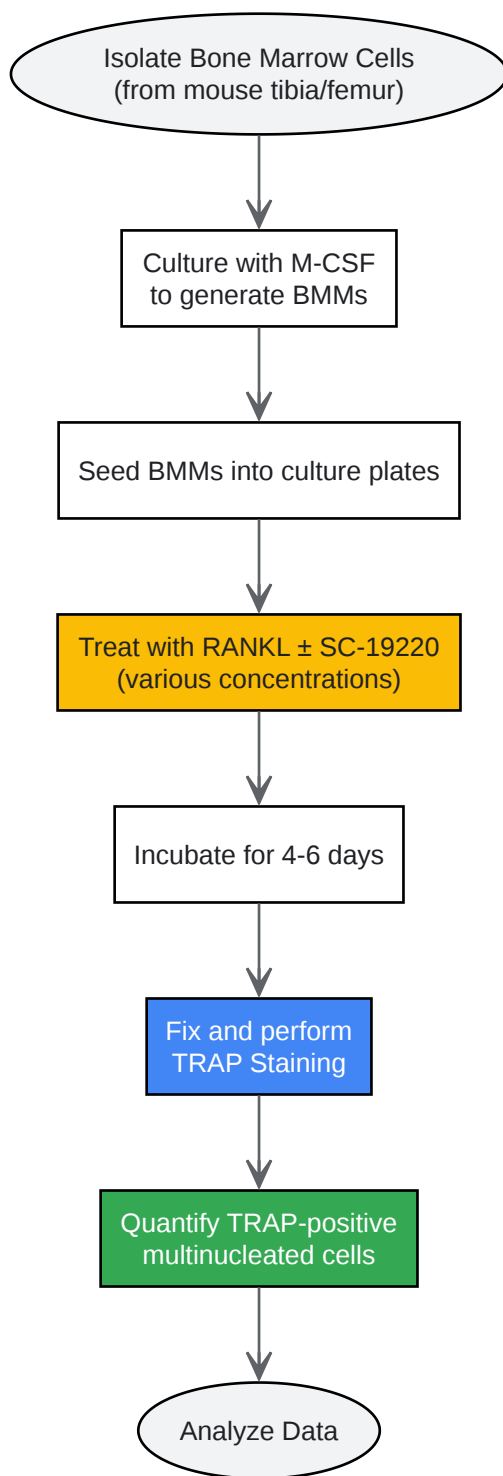 Isolate Bone Marrow Cells
(from mouse tibia/femur)
Culture with M-CSF
to generate BMMs
Seed BMMs into culture plates
Treat with RANKL ± SC-19220
(various concentrations)
Incubate for 4-6 days
Fix and perform
TRAP Staining
Quantify TRAP-positive
multinucleated cells
Analyze Data